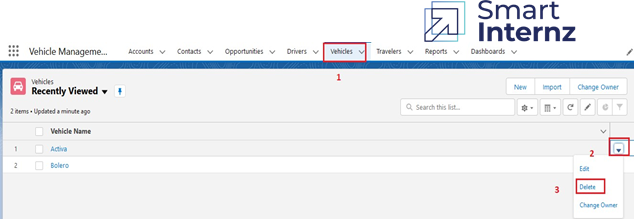 Smart
Internz
Vehicle Manageme...
Accounts
Contacts
Opportunities
Drivers
Vehicles
Travelers
Reports
Dashboards
1
Vehicles
Recently Viewed
New
Import
Change Owner
2 items • Updated a minute ago
Search this list...
Vehicle Name
1
Activa
2
2
Bolero
Edit
3
Delete
Change Owner